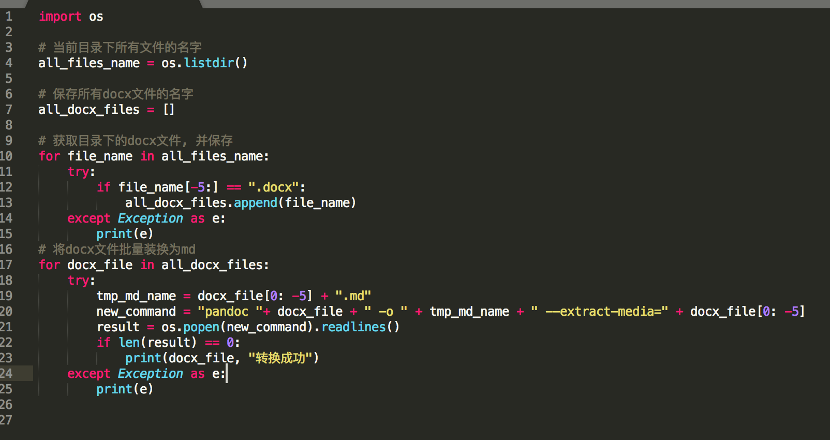 1 import os
2
3 # 当前目录下所有文件的名字
4 all_files_name = os.listdir()
5
6 # 保存所有docx文件的名字
7 all_docx_files = []
8
9 # 获取目录下的docx文件, 并保存
10 for file_name in all_files_name:
11     try:
12         if file_name[-5:] == ".docx":
13             all_docx_files.append(file_name)
14     except Exception as e:
15         print(e)
16 # 将docx文件批量装换为md
17 for docx_file in all_docx_files:
18     try:
19         tmp_md_name = docx_file[0: -5] + ".md"
20         new_command = "pandoc "+ docx_file + " -o " + tmp_md_name + " --extract-media=" + docx_file[0: -5]
21         result = os.popen(new_command).readlines()
22         if len(result) == 0:
23             print(docx_file, "转换成功")
24     except Exception as e:
25         print(e)
26
27